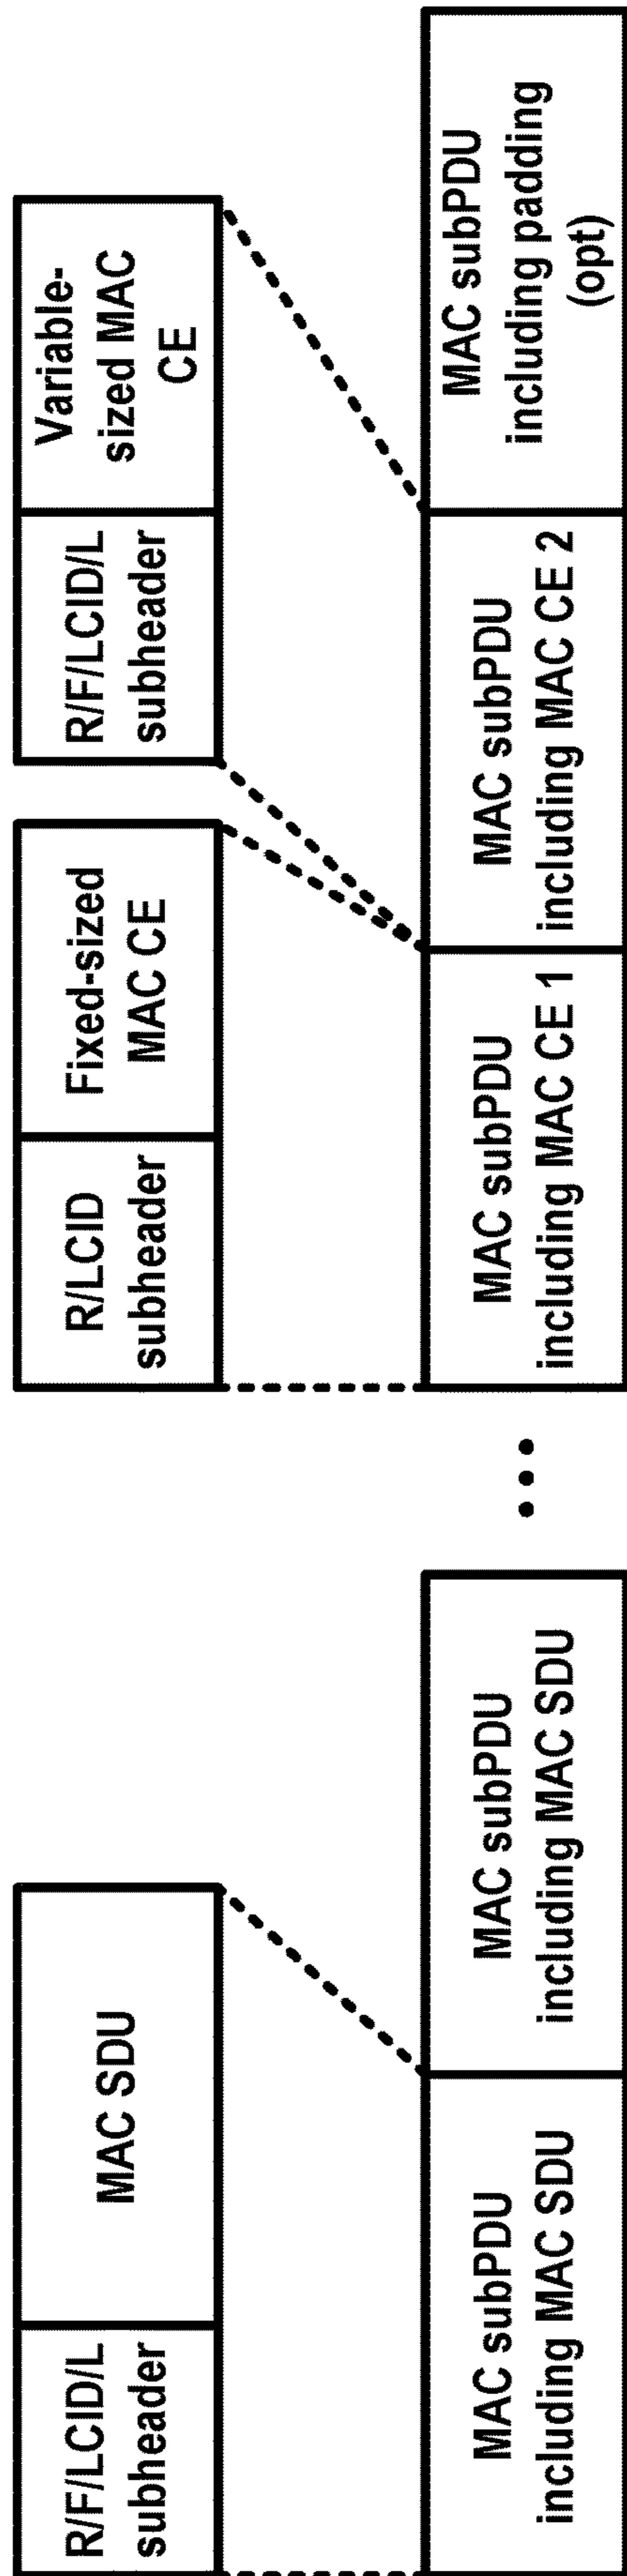 R/F/LCID/L
subheader
MAC SDU
R/LCID
subheader
Fixed-sized
MAC CE
R/F/LCID/L
subheader
Variable-
sized MAC
CE
MAC subPDU
including MAC SDU
MAC subPDU
including MAC SDU
...
MAC subPDU
including MAC CE 1
MAC subPDU
including MAC CE 2
MAC subPDU
including padding
(opt)